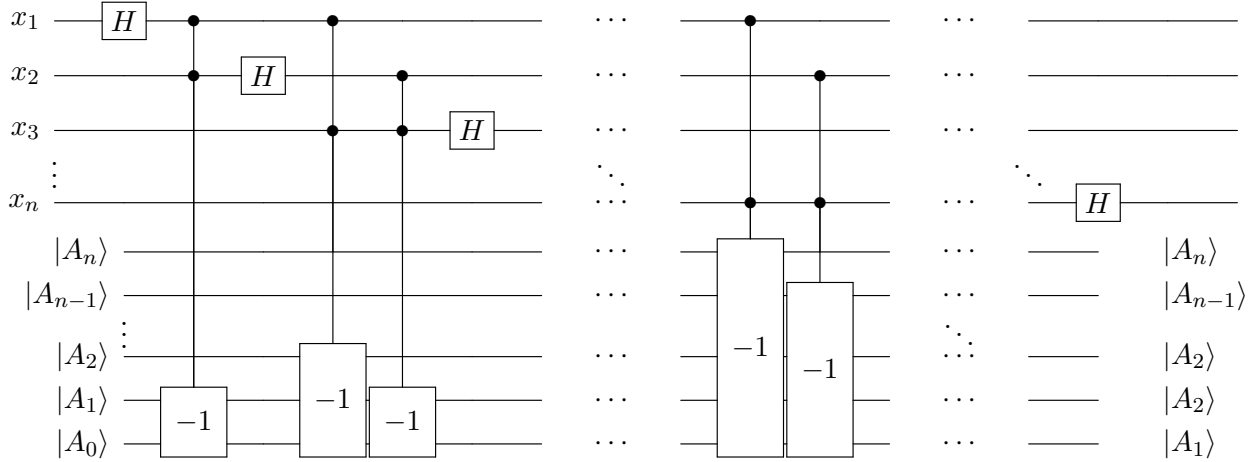 x₁ H ···
x₂ H ···
x₃ H ··· ···
⋮ ⋱ ⋱
xₙ ··· ··· H
|Aₙ⟩ ··· ··· |Aₙ⟩
|Aₙ₋₁⟩ ··· ··· |Aₙ₋₁⟩
⋮ −1 −1 ⋱
|A₂⟩ ··· ··· |A₂⟩
|A₁⟩ −1 −1 −1 ··· ··· |A₂⟩
|A₀⟩ ··· ··· |A₁⟩